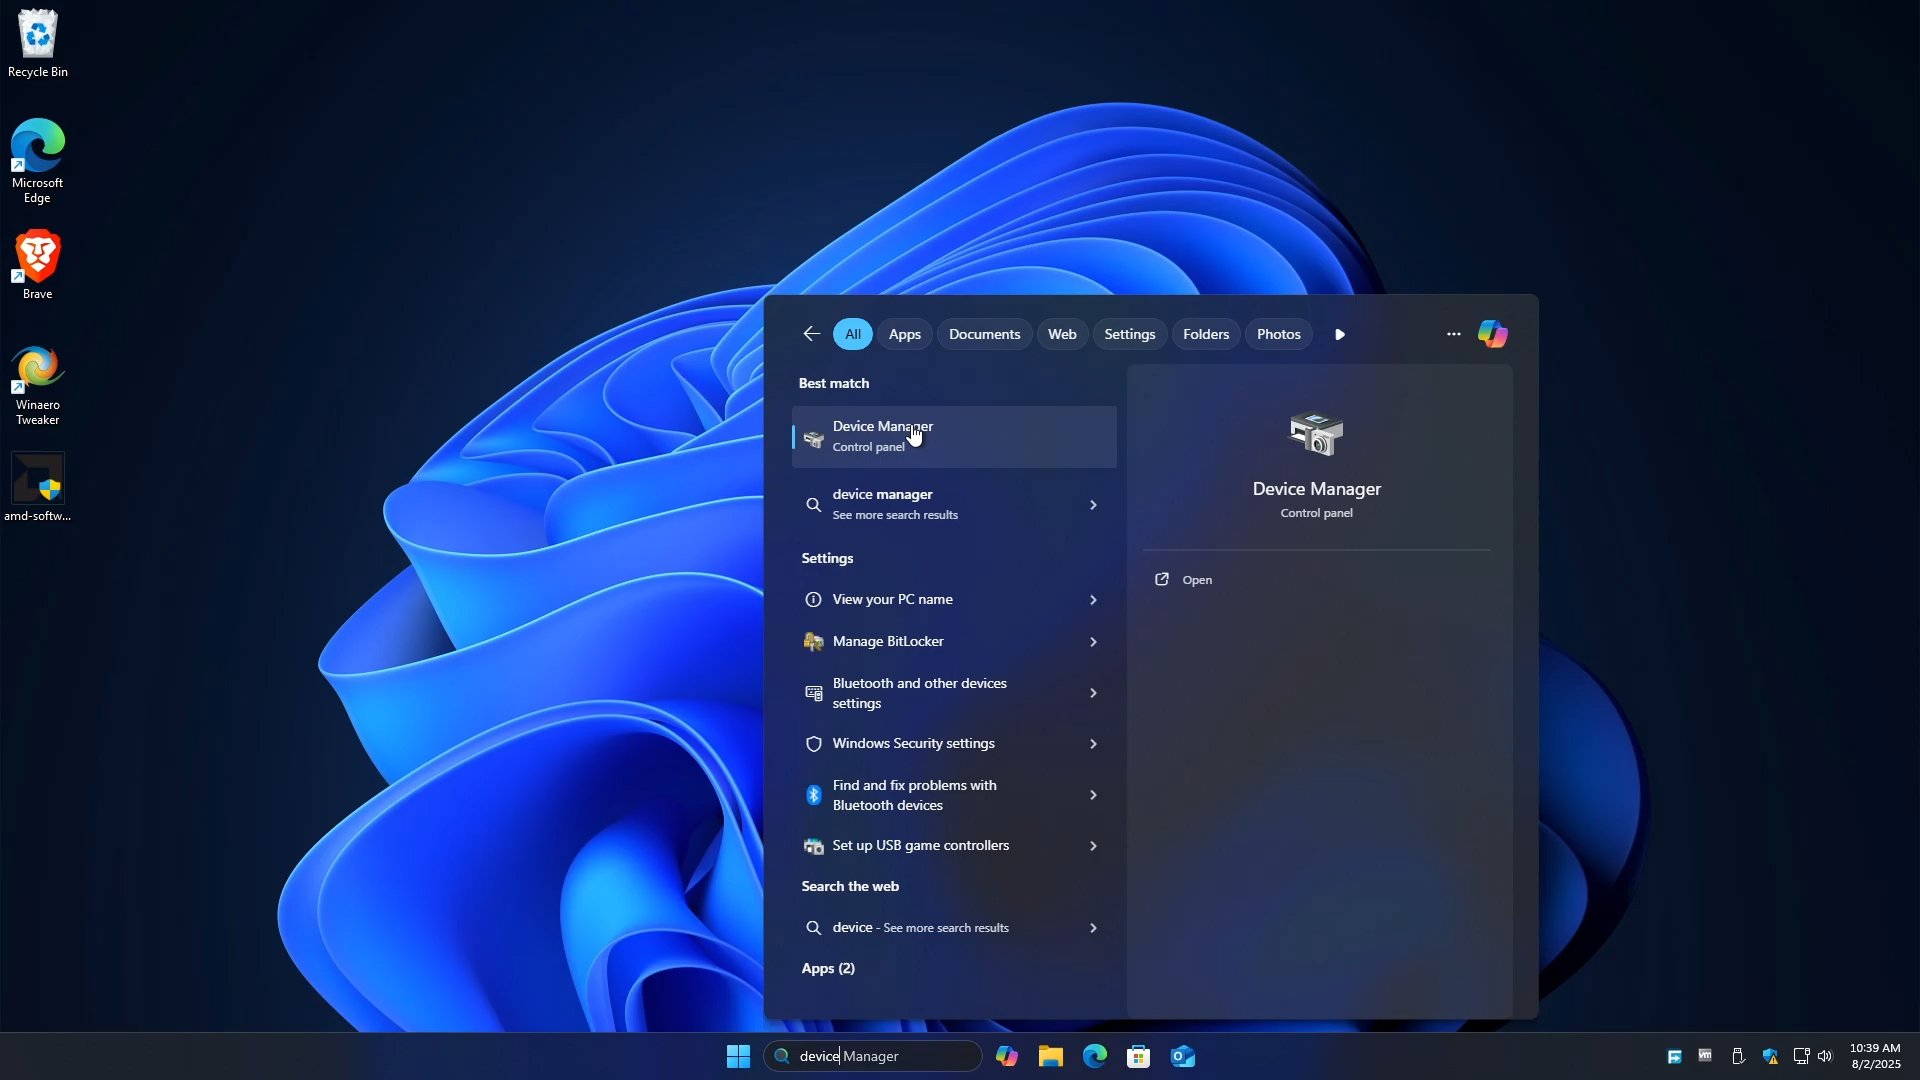 Recycle Bin
Microsoft
Edge
Brave
Winaero
Tweaker
amd-softw...
All
Apps
Documents
Web
Settings
Folders
Photos
Best match
Device Manager
Control panel
device manager
See more search results
Settings
View your PC name
Manage BitLocker
Bluetooth and other devices
settings
Windows Security settings
Find and fix problems with
Bluetooth devices
Set up USB game controllers
Search the web
device - See more search results
Apps (2)
Device Manager
Control panel
Open
device Manager
vm
10:39 AM
8/2/2025